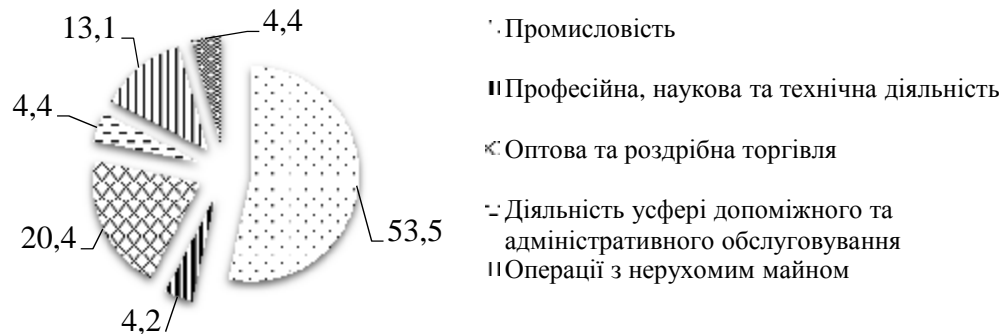 13,1
4,4
4,4
20,4
4,2
53,5
Промисловість
Професійна, наукова та технічна діяльність
Оптова та роздрібна торгівля
Діяльність усфері допоміжного та
адміністративного обслуговування
Операції з нерухомим майном